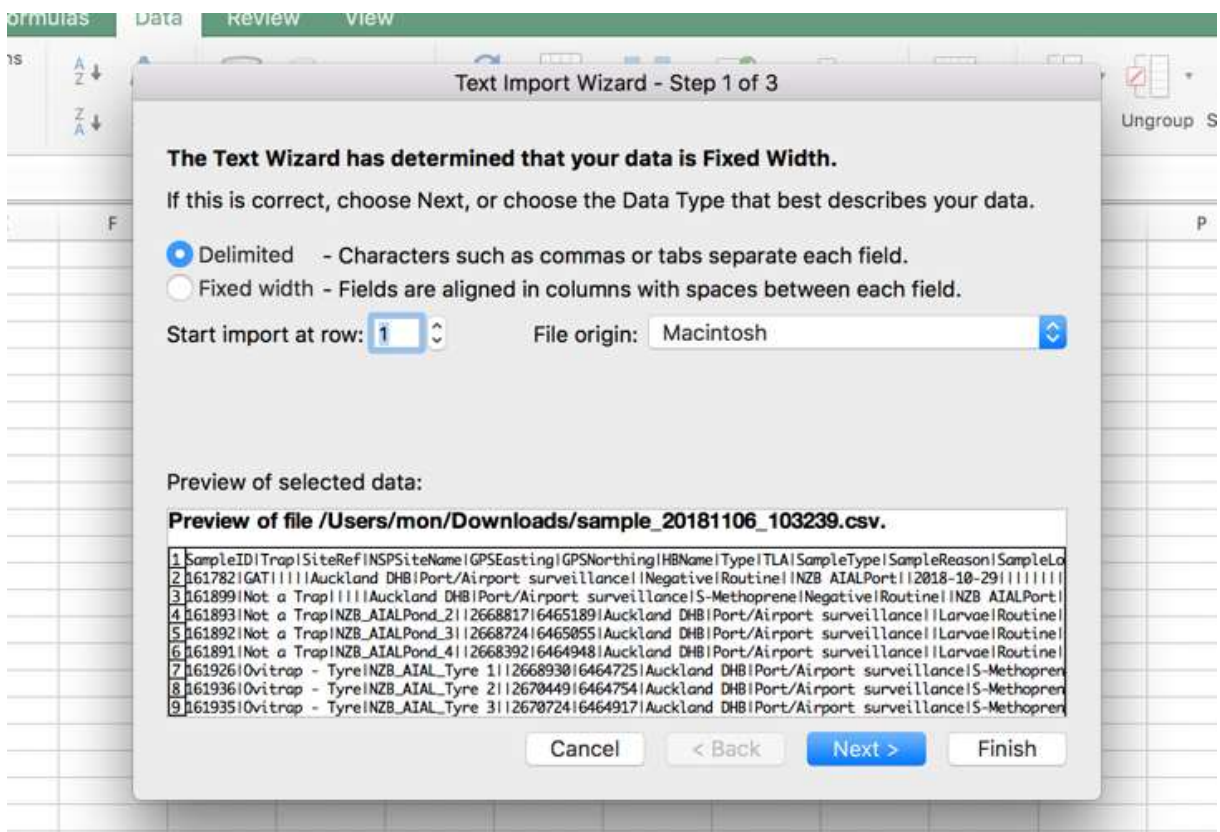 ormulas Data Review View
Text Import Wizard - Step 1 of 3
Ungroup S
The Text Wizard has determined that your data is Fixed Width.
If this is correct, choose Next, or choose the Data Type that best describes your data.
F P
Delimited - Characters such as commas or tabs separate each field.
Fixed width - Fields are aligned in columns with spaces between each field.
Start import at row: 1 File origin: Macintosh
Preview of selected data:
Preview of file /Users/mon/Downloads/sample_20181106_103239.csv.
1 SampleID|Trap|SiteRef|NSPSiteName|GPSEasting|GPSNorthing|HBName|Type|TLA|SampleType|SampleReason|SampleLo
2 161782|GAT|||||Auckland DHB|Port/Airport surveillance||Negative|Routine||NZB AIALPort||2018-10-29||||||||
3 161899|Not a Trap|||||Auckland DHB|Port/Airport surveillance|S-Methoprene|Negative|Routine||NZB AIALPort|
4 161893|Not a Trap|NZB_AIALPond_2||2668817|6465189|Auckland DHB|Port/Airport surveillance||Larvae|Routine|
5 161892|Not a Trap|NZB_AIALPond_3||2668724|6465055|Auckland DHB|Port/Airport surveillance||Larvae|Routine|
6 161891|Not a Trap|NZB_AIALPond_4||2668392|6464948|Auckland DHB|Port/Airport surveillance||Larvae|Routine|
7 161926|Ovitrap - Tyre|NZB_AIAL_Tyre 1||2668930|6464725|Auckland DHB|Port/Airport surveillance|S-Methopren
8 161936|Ovitrap - Tyre|NZB_AIAL_Tyre 2||2670449|6464754|Auckland DHB|Port/Airport surveillance|S-Methopren
9 161935|Ovitrap - Tyre|NZB_AIAL_Tyre 3||2670724|6464917|Auckland DHB|Port/Airport surveillance|S-Methopren
Cancel < Back Next > Finish